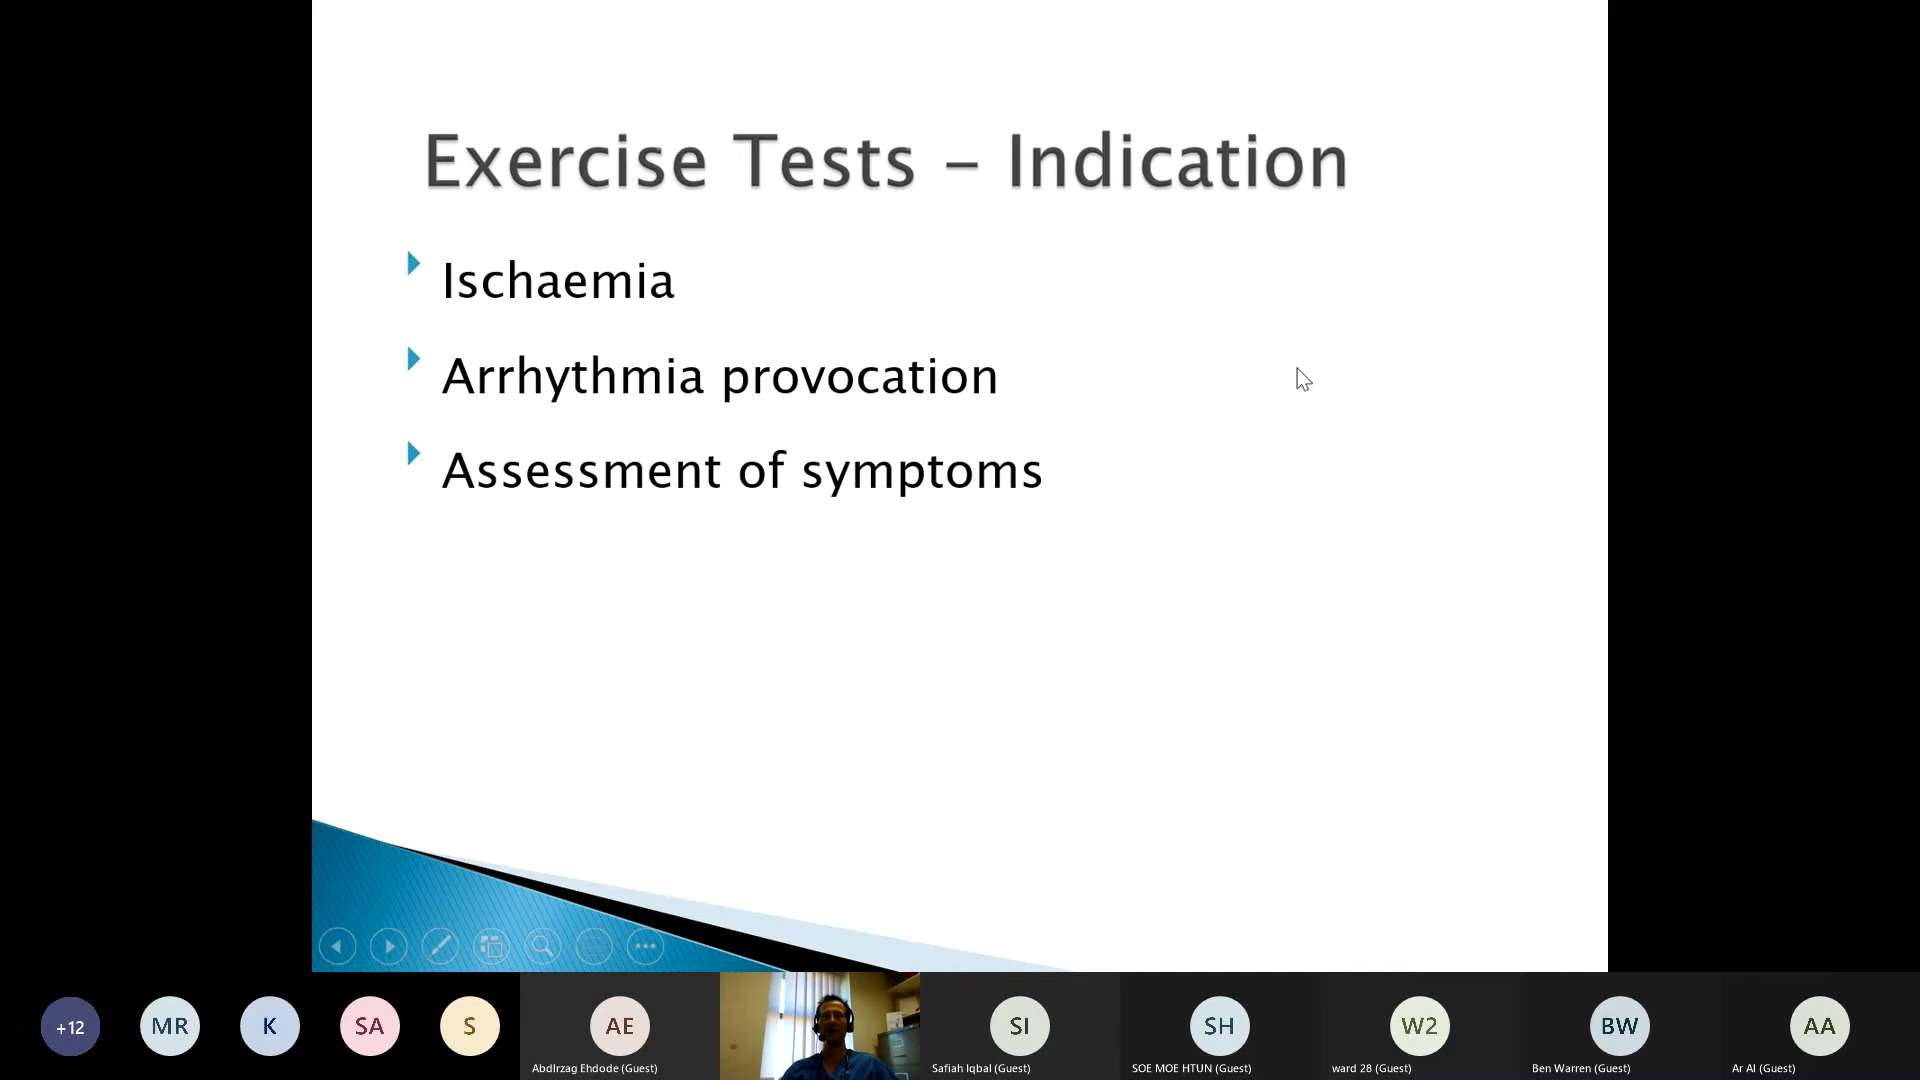 Exercise Tests – Indication
Ischaemia
Arrhythmia provocation
Assessment of symptoms
+12
MR
K
SA
S
AE
SI
SH
W2
BW
AA
Abdlrzag Ehdode (Guest)
Safiah Iqbal (Guest)
SOE MOE HTUN (Guest)
ward 28 (Guest)
Ben Warren (Guest)
Ar Al (Guest)